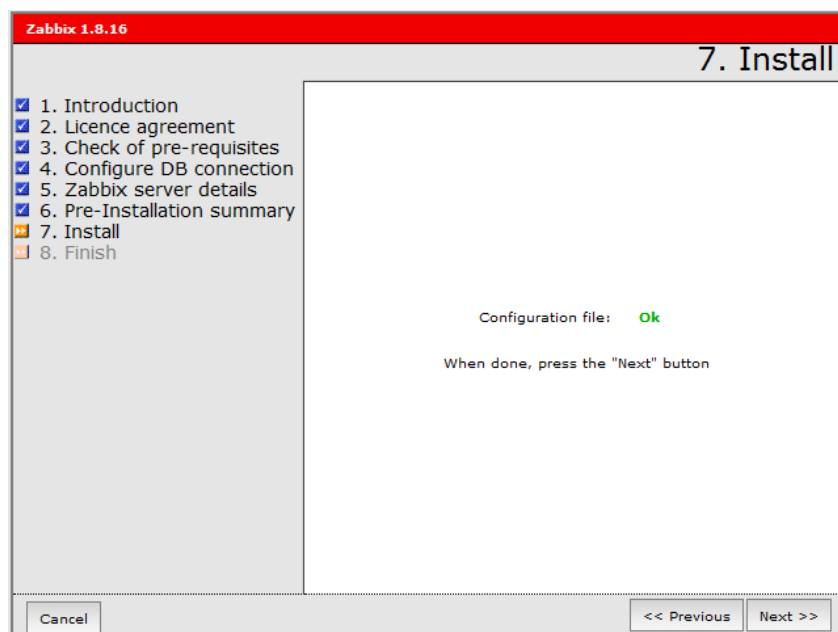 Zabbix 1.8.16
7. Install
1. Introduction
2. Licence agreement
3. Check of pre-requisites
4. Configure DB connection
5. Zabbix server details
6. Pre-Installation summary
7. Install
8. Finish
Configuration file: Ok
When done, press the "Next" button
Cancel
<< Previous
Next >>